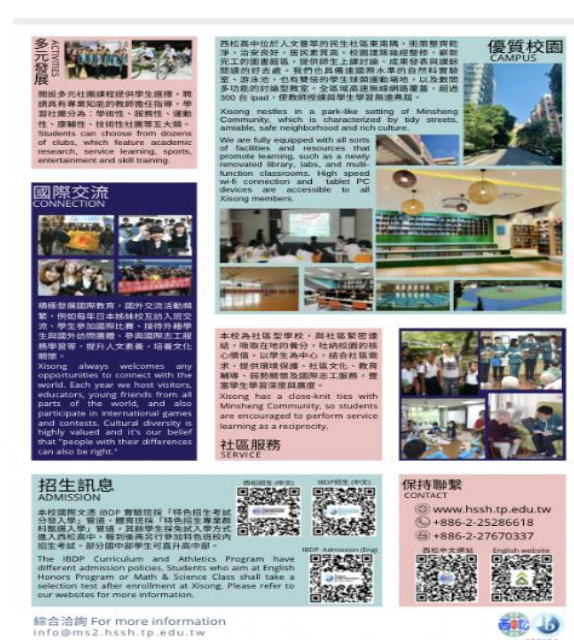 多元發展
ACTIVITIES
開設多元社團課程提供學生選擇，聘
請具有專業知能的教師擔任指導，學
習社團分為：學術性、服務性、運動
性、康輔性、技術性社團等五大類。
Students can choose from dozens
of clubs, which feature academic
research, service learning, sports,
entertainment and skill training.
國際交流
CONNECTION
積極發展國際教育，國外交流活動頻
繁，例如每年日本姊妹校互訪入班交
流、學生參加國際比賽、接待外籍學
生與國外訪問團體、參與國際志工服
務學習等，提升人文素養，培養文化
關懷。
Xisong always welcomes any
opportunities to connect with the
world. Each year we host visitors,
educators, young friends from all
parts of the world, and also
participate in international games
and contests. Cultural diversity is
highly valued and it's our belief
that "people with their differences
can also be right."
優質校園
CAMPUS
西松高中位於人文薈萃的民生社區東南隅，街廓整齊乾
淨，治安良好，居民素質高。校園建築幾經整修，嶄新
完工的圖書館區，提供師生上課討論、成果發表與課餘
閱讀的好去處。我們也具備達國際水準的自然科實驗
室、游泳池，也有雙倍的學生球類運動場地，以及數間
多功能的討論型教室。全區域高速無線網路覆蓋，超過
300 台 ipad，使教師授課與學生學習無遠弗屆。
Xisong nestles in a park-like setting of Minsheng
Community, which is characterized by tidy streets,
amiable, safe neighborhood and rich culture.
We are fully equipped with all sorts
of facilities and resources that
promote learning, such as a newly
renovated library, labs, and multi-
function classrooms. High speed
wi-fi connection and tablet PC
devices are accessible to all
Xisong members.
本校為社區型學校，與社區緊密連
結，吸取在地的養分，壯納校園的核
心價值。以學生為中心，結合社區需
求，提供環境保護、社區文化、教育
輔導、弱勢關懷及國際志工服務，豐
富學生學習深度與廣度。
Xisong has a close-knit ties with
Minsheng Community, so students
are encouraged to perform service
learning as a reciprocity.
社區服務
SERVICE
招生訊息
ADMISSION
西松招生 (中文)
IBDP招生 (中文)
本校國際文憑 IBDP 實驗班採「特色招生考試
分發入學」管道，體育班採「特色招生專業群
科甄選入學」管道，其餘學生採免試入學方式
進入西松高中，報到後再另行參加特色班校內
招生考試。部分國中部學生可直升高中部。
IBDP Admission (Eng)
The IBDP Curriculum and Athletics Program have
different admission policies. Students who aim at English
Honors Program or Math & Science Class shall take a
selection test after enrollment at Xisong. Please refer to
our websites for more information.
保持聯繫
CONTACT
www.hssh.tp.edu.tw
+886-2-25286618
+886-2-27670337
西松中文網站
English website
綜合洽詢 For more information
info@ms2.hssh.tp.edu.tw
西松